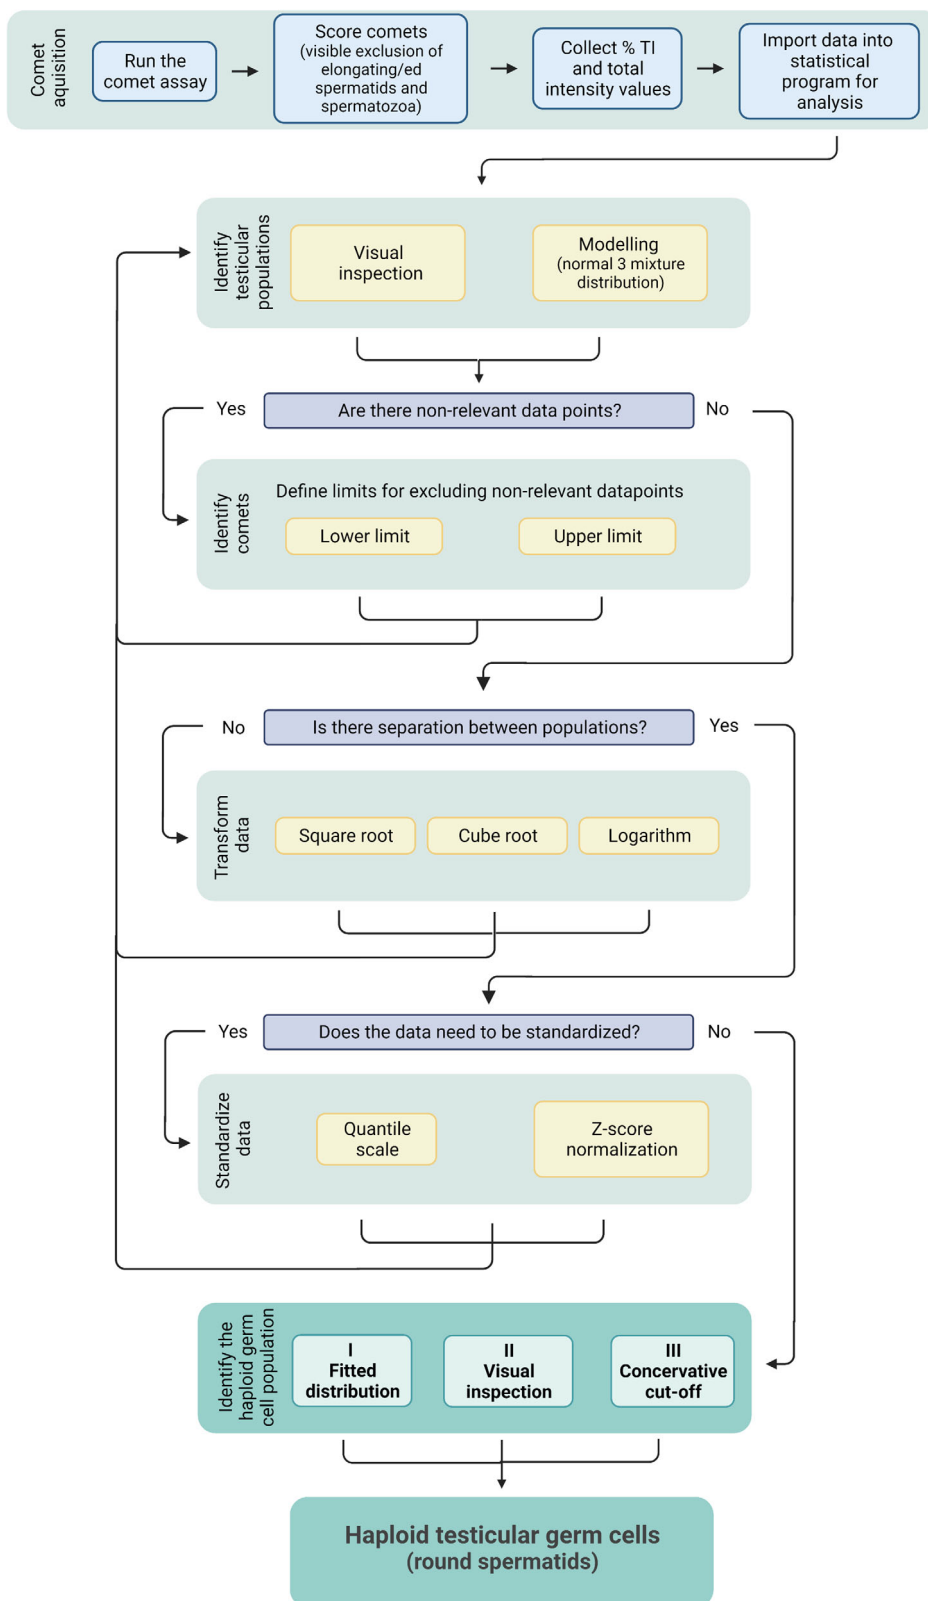 Comet
aquisition
Run the
comet assay
Score comets
(visible exclusion of
elongating/ed
spermatids and
spermatozoa)
Collect % TI
and total
intensity values
Import data into
statistical
program for
analysis
Identify
testicular
populations
Visual
inspection
Modelling
(normal 3 mixture
distribution)
Yes
Are there non-relevant data points?
No
Identify
comets
Define limits for excluding non-relevant datapoints
Lower limit
Upper limit
No
Is there separation between populations?
Yes
Transform
data
Square root
Cube root
Logarithm
Yes
Does the data need to be standardized?
No
Standardize
data
Quantile
scale
Z-score
normalization
Identify the
haploid germ
cell population
I
Fitted
distribution
II
Visual
inspection
III
Concervative
cut-off
Haploid testicular germ cells
(round spermatids)